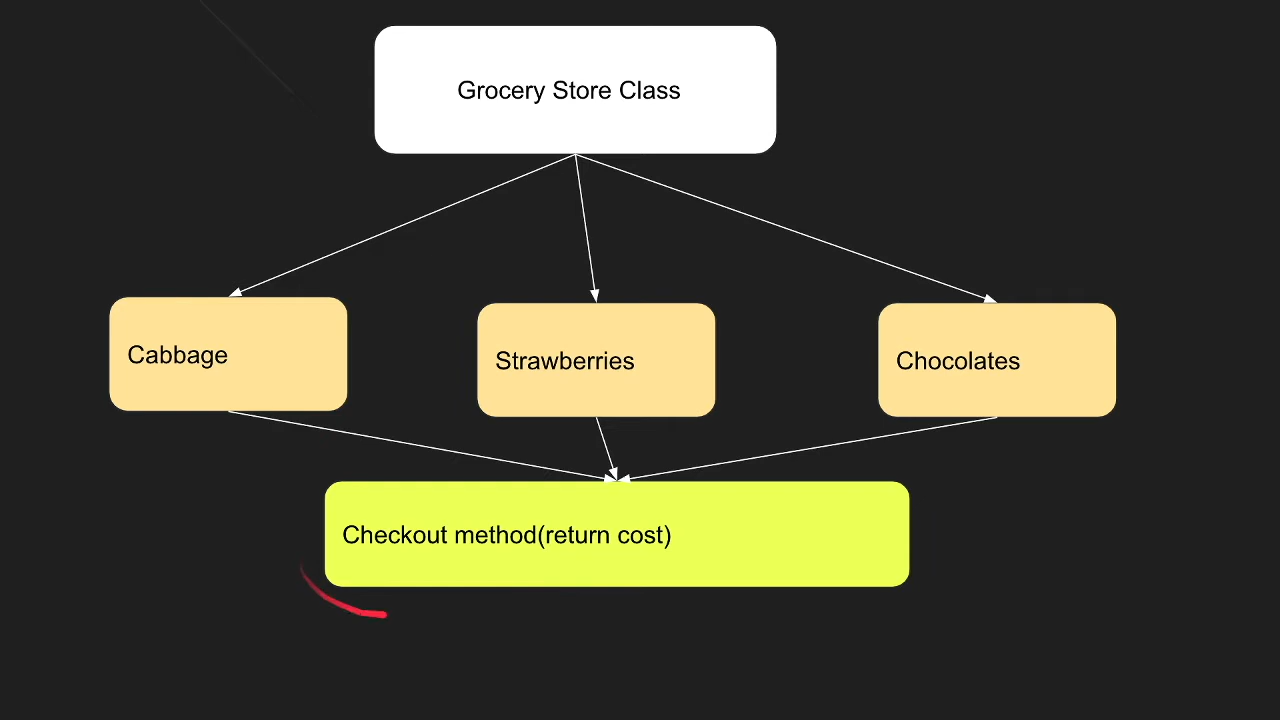 Grocery Store Class
Cabbage
Strawberries
Chocolates
Checkout method(return cost)